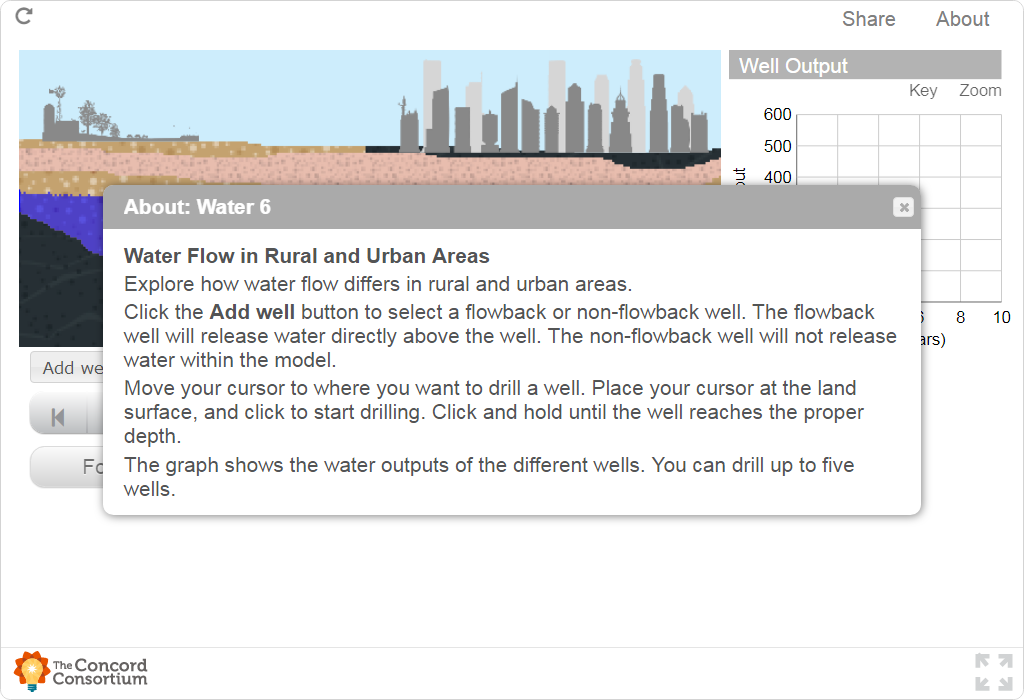 Share About
Well Output
Key Zoom
600
500
400
About: Water 6
Water Flow in Rural and Urban Areas
Explore how water flow differs in rural and urban areas.
Click the Add well button to select a flowback or non-flowback well. The flowback
well will release water directly above the well. The non-flowback well will not release
water within the model.
Move your cursor to where you want to drill a well. Place your cursor at the land
surface, and click to start drilling. Click and hold until the well reaches the proper
depth.
The graph shows the water outputs of the different wells. You can drill up to five
wells.
8 10
Add
The Concord
Consortium